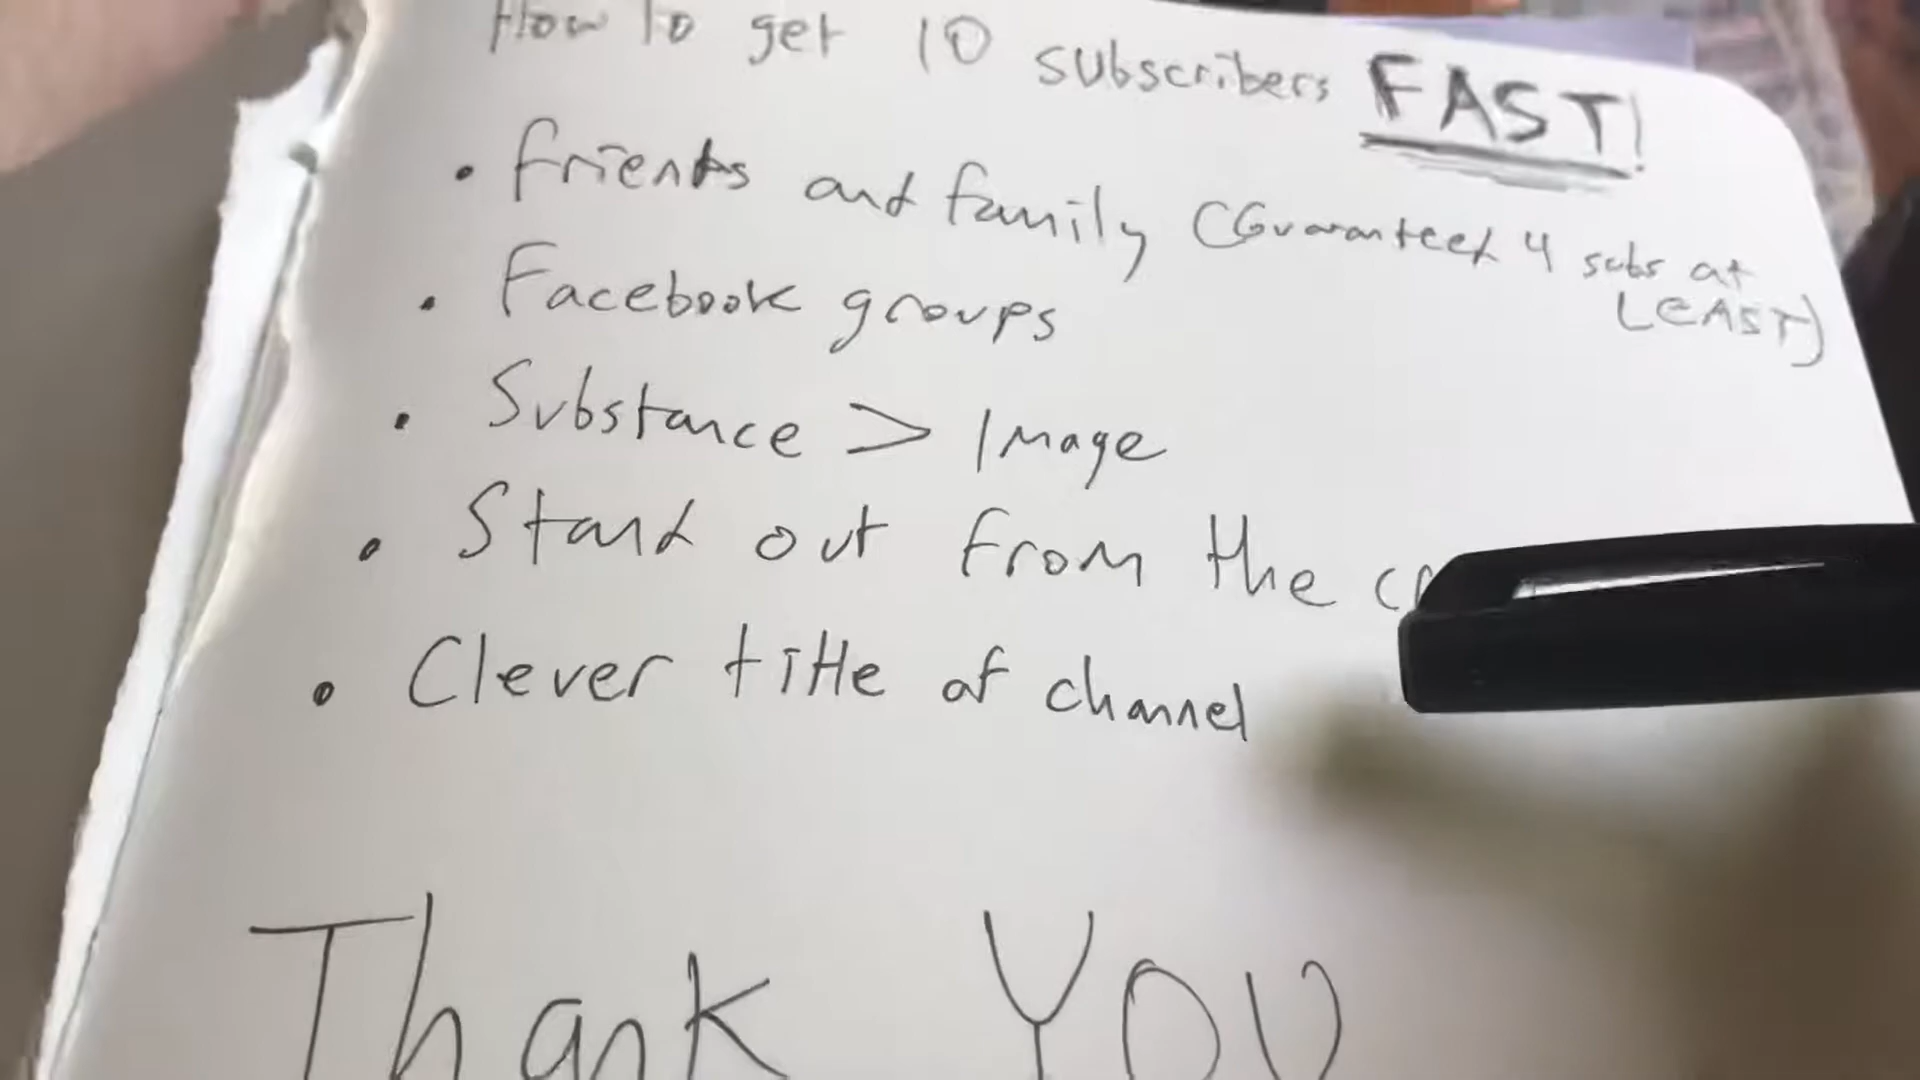 How to get 10 subscribers FAST!
• friends and family (Guaranteed 4 subs at
LEAST)
• Facebook groups
• Substance > Image
• Stand out from the
• Clever title of channel
Thank YOU